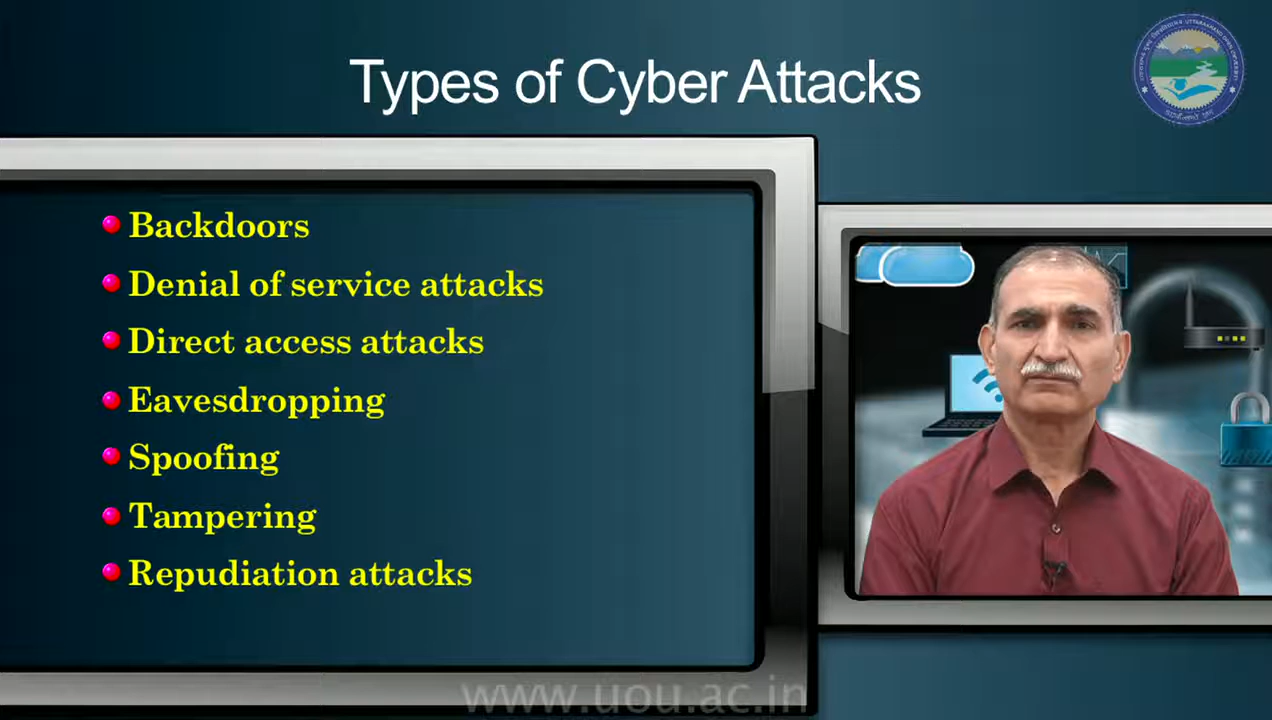 Types of Cyber Attacks
Backdoors
Denial of service attacks
Direct access attacks
Eavesdropping
Spoofing
Tampering
Repudiation attacks
www.uou.ac.in